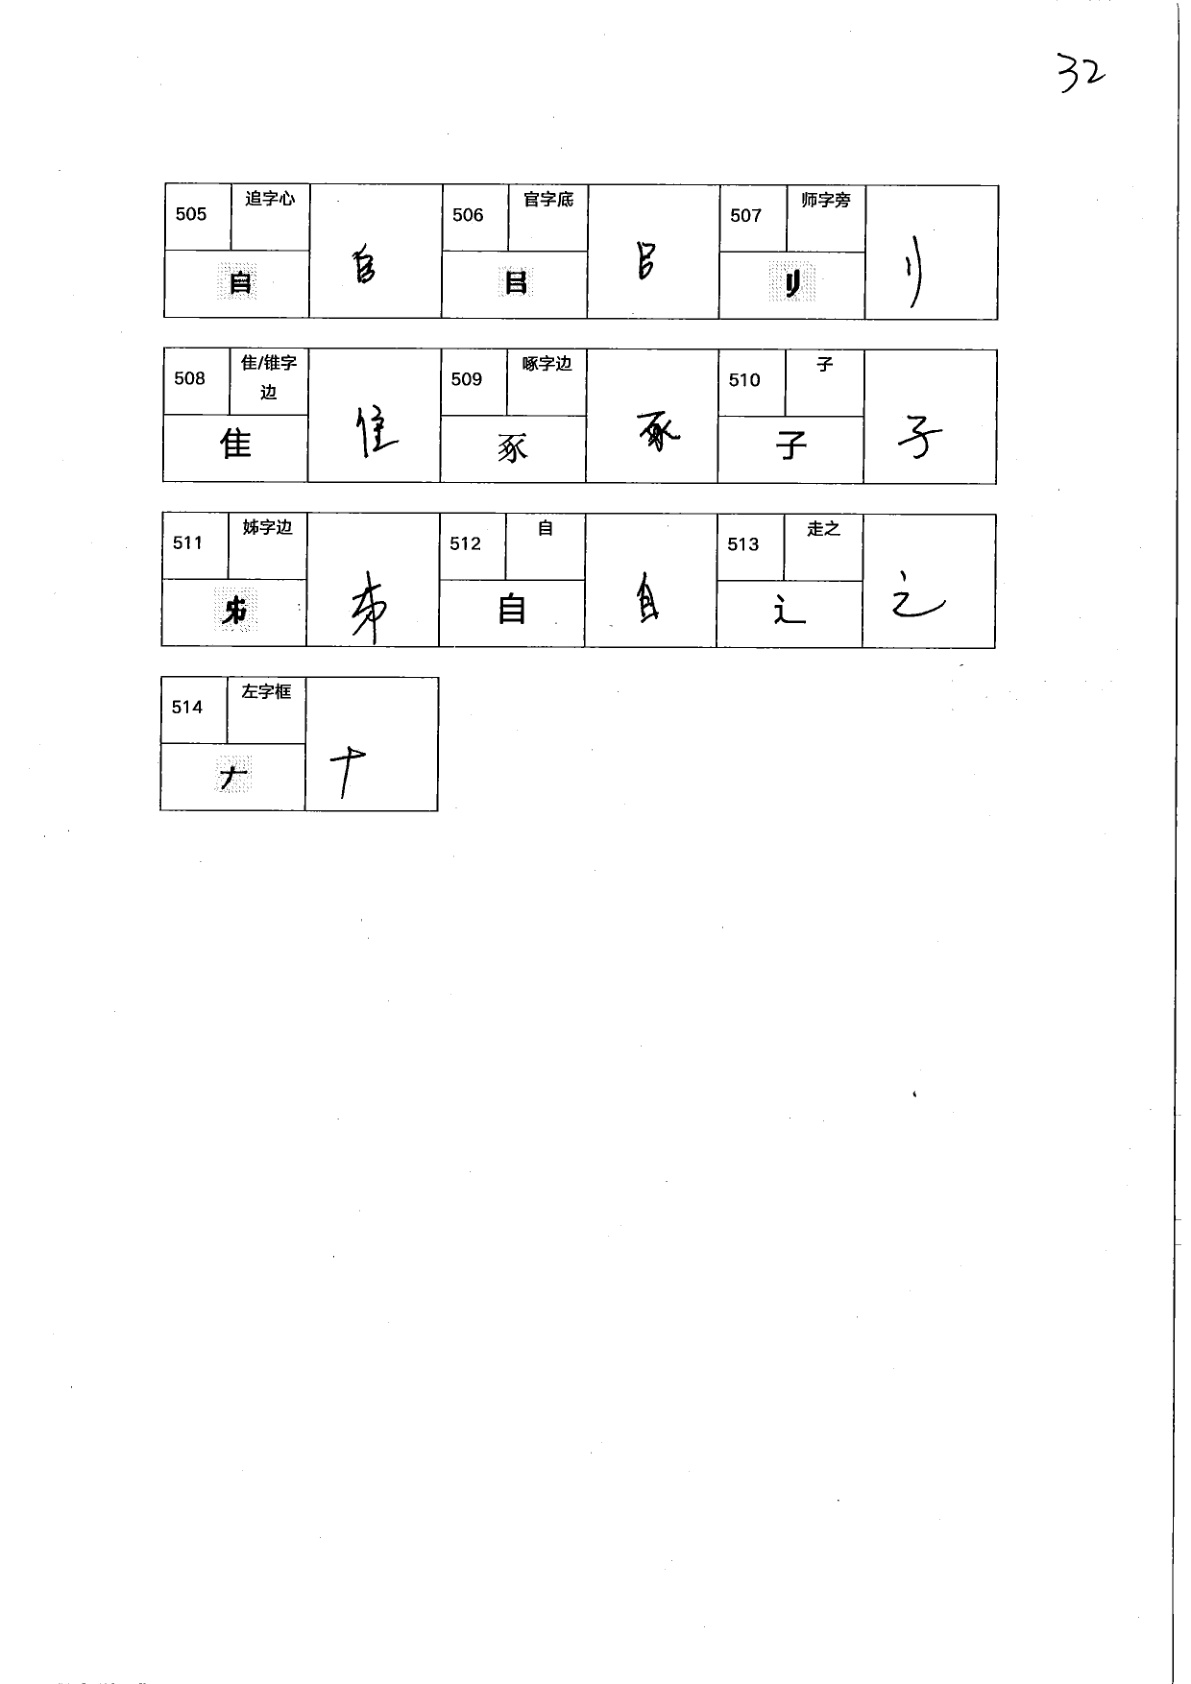 32
505 追字心 㠯 㠯 506 官字底 㠯 㠯 507 师字旁 刂 刂
508 隹/锥字边 隹 隹 509 啄字边 豖 豖 510 子 子 子
511 姊字边 512 自 自 自 513 走之 辶 辶
514 左字框 𠂇 𠂇